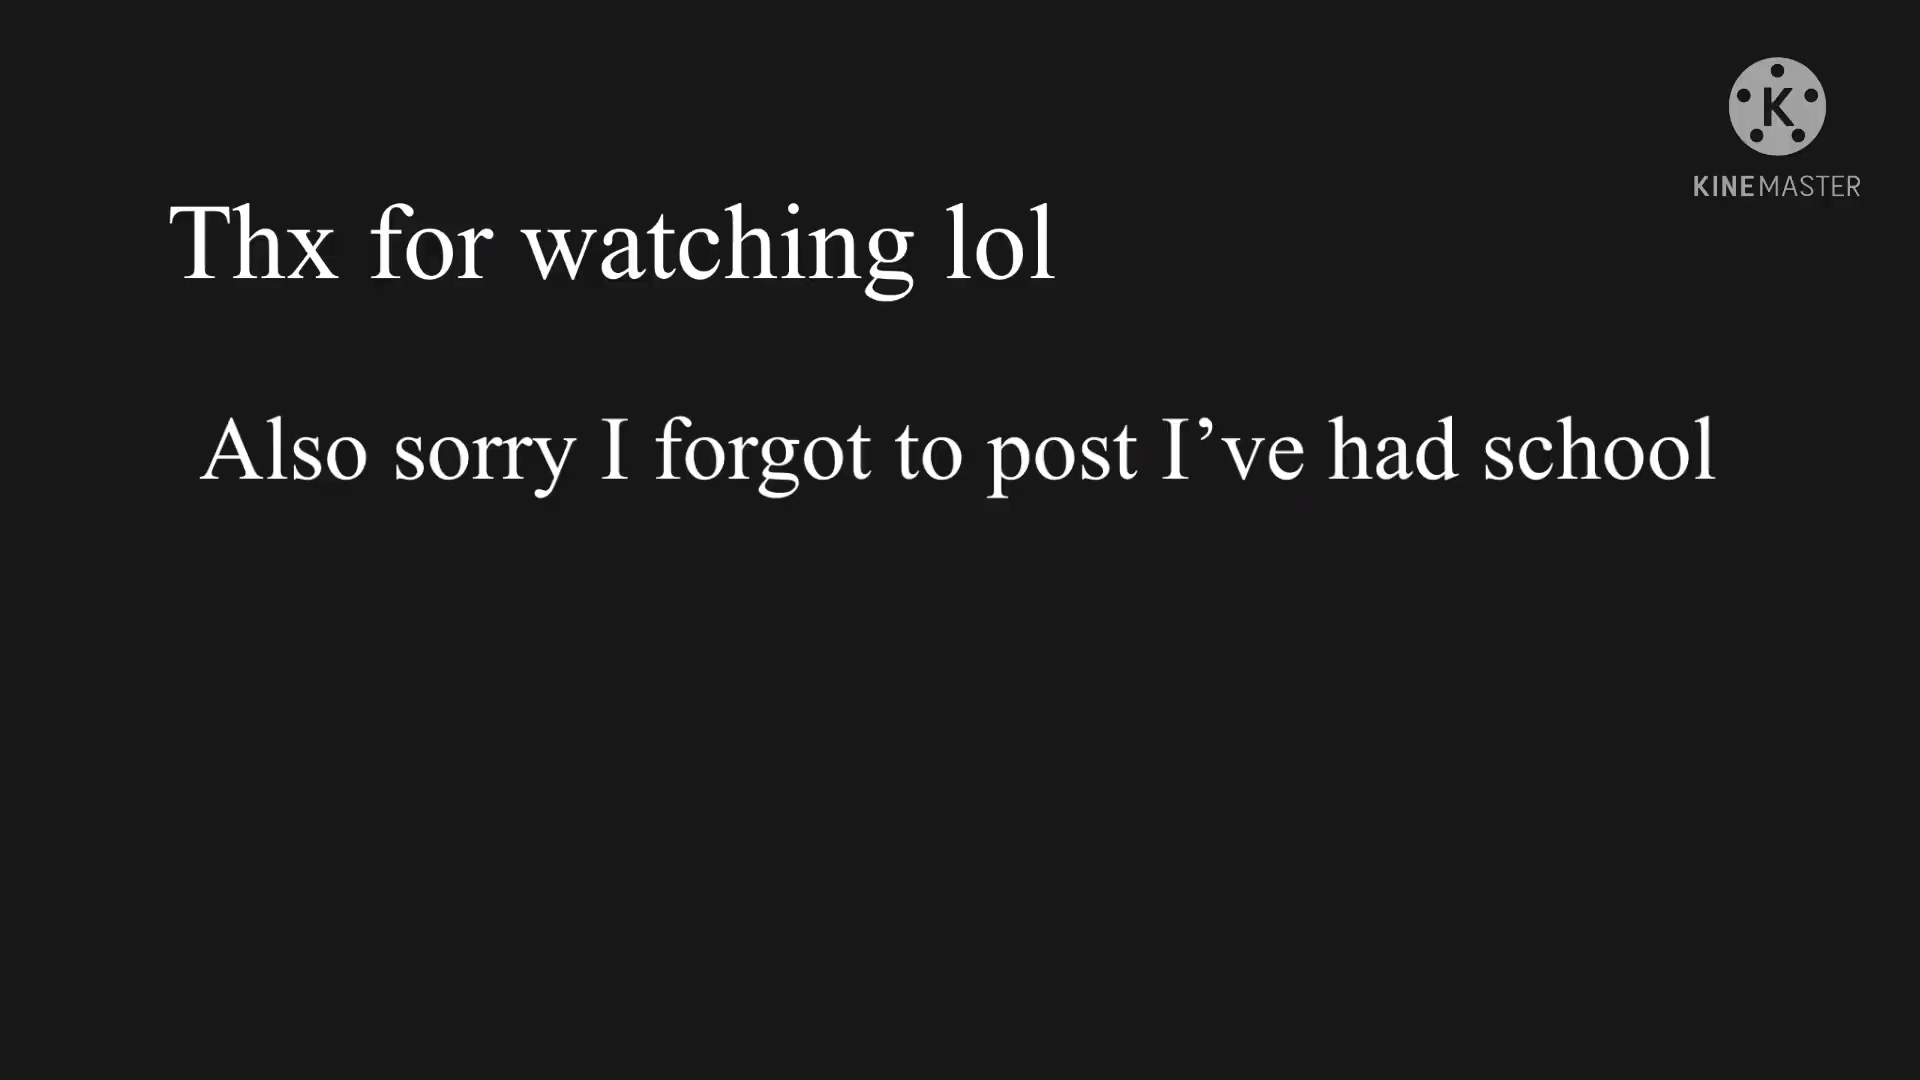 K
KINEMASTER
Thx for watching lol
Also sorry I forgot to post I’ve had school